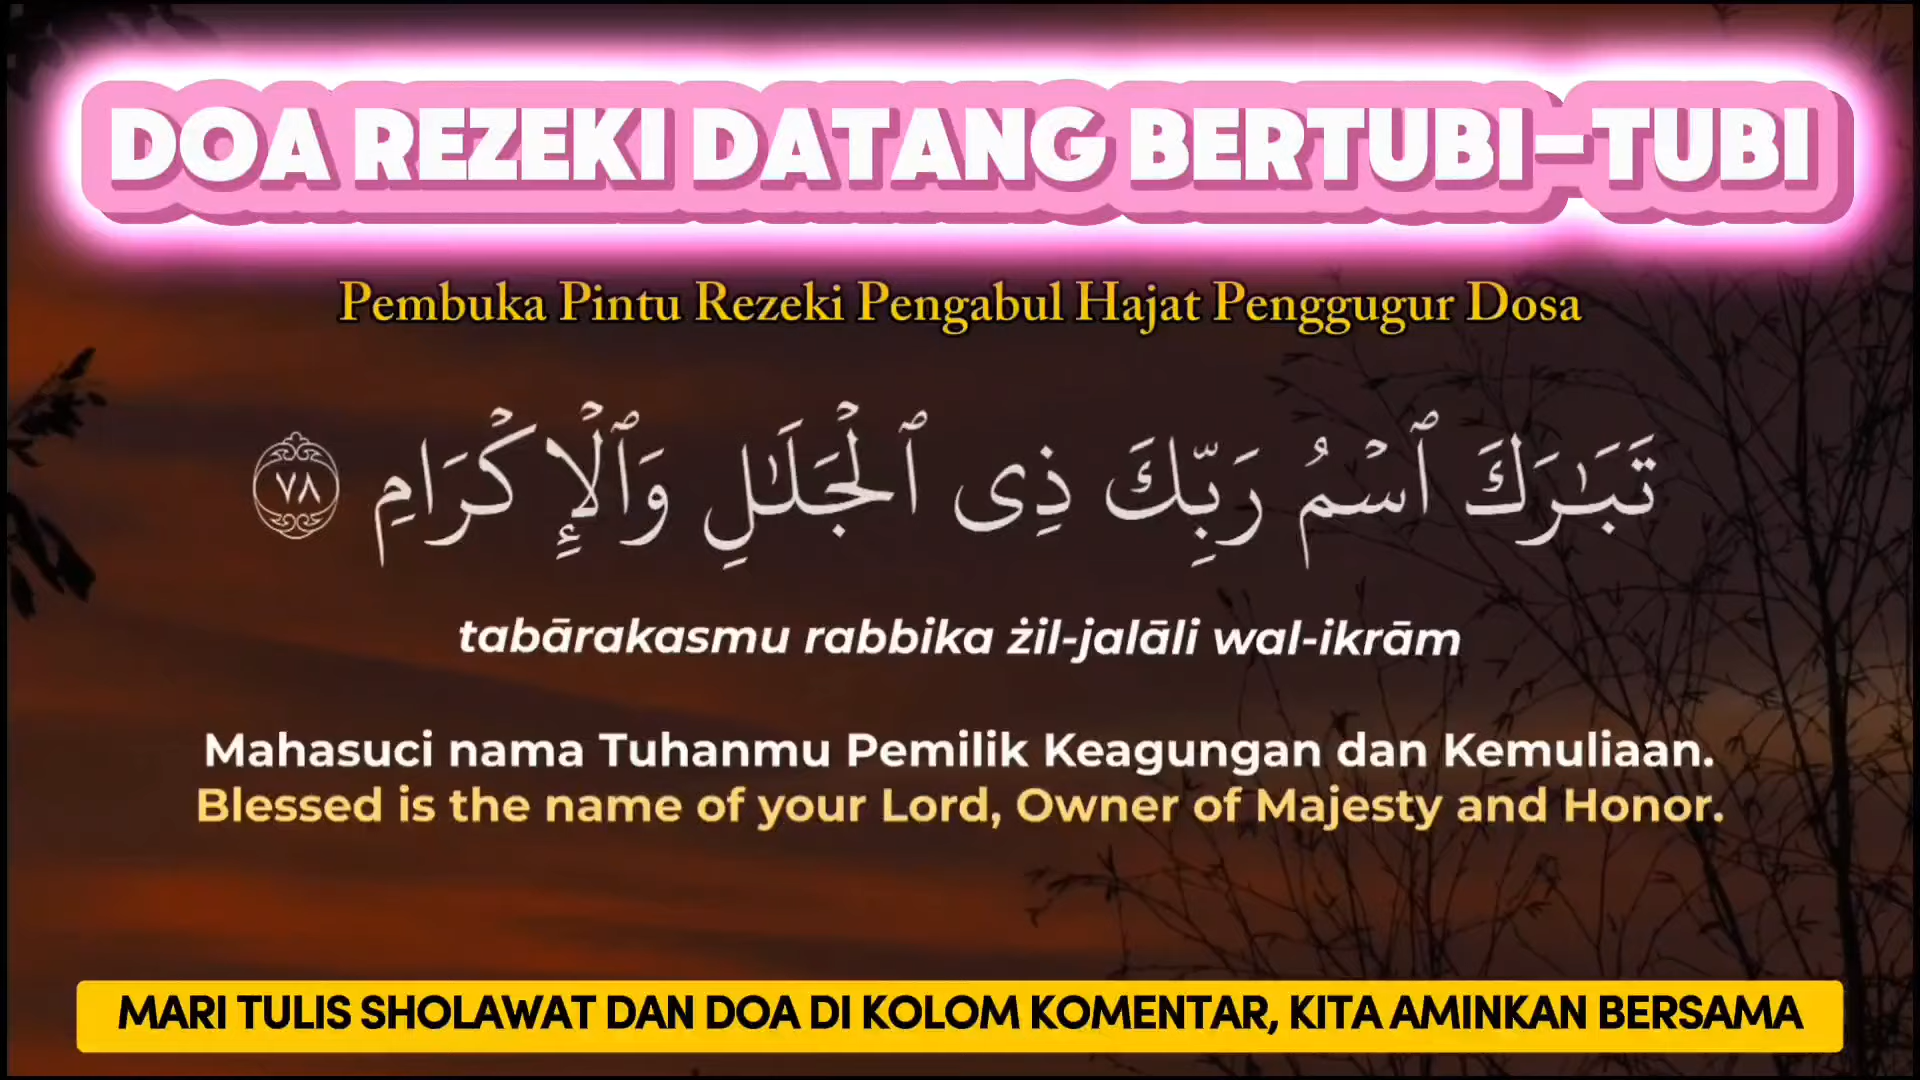 DOA REZEKI DATANG BERTUBI-TUBI
Pembuka Pintu Rezeki Pengabul Hajat Penggugur Dosa
تَبَـٰرَكَ ٱسْمُ رَبِّكَ ذِى ٱلْجَلَـٰلِ وَٱلْإِكْرَامِ ٧٨
tabārakasmu rabbika żil-jalāli wal-ikrām
Mahasuci nama Tuhanmu Pemilik Keagungan dan Kemuliaan.
Blessed is the name of your Lord, Owner of Majesty and Honor.
MARI TULIS SHOLAWAT DAN DOA DI KOLOM KOMENTAR, KITA AMINKAN BERSAMA